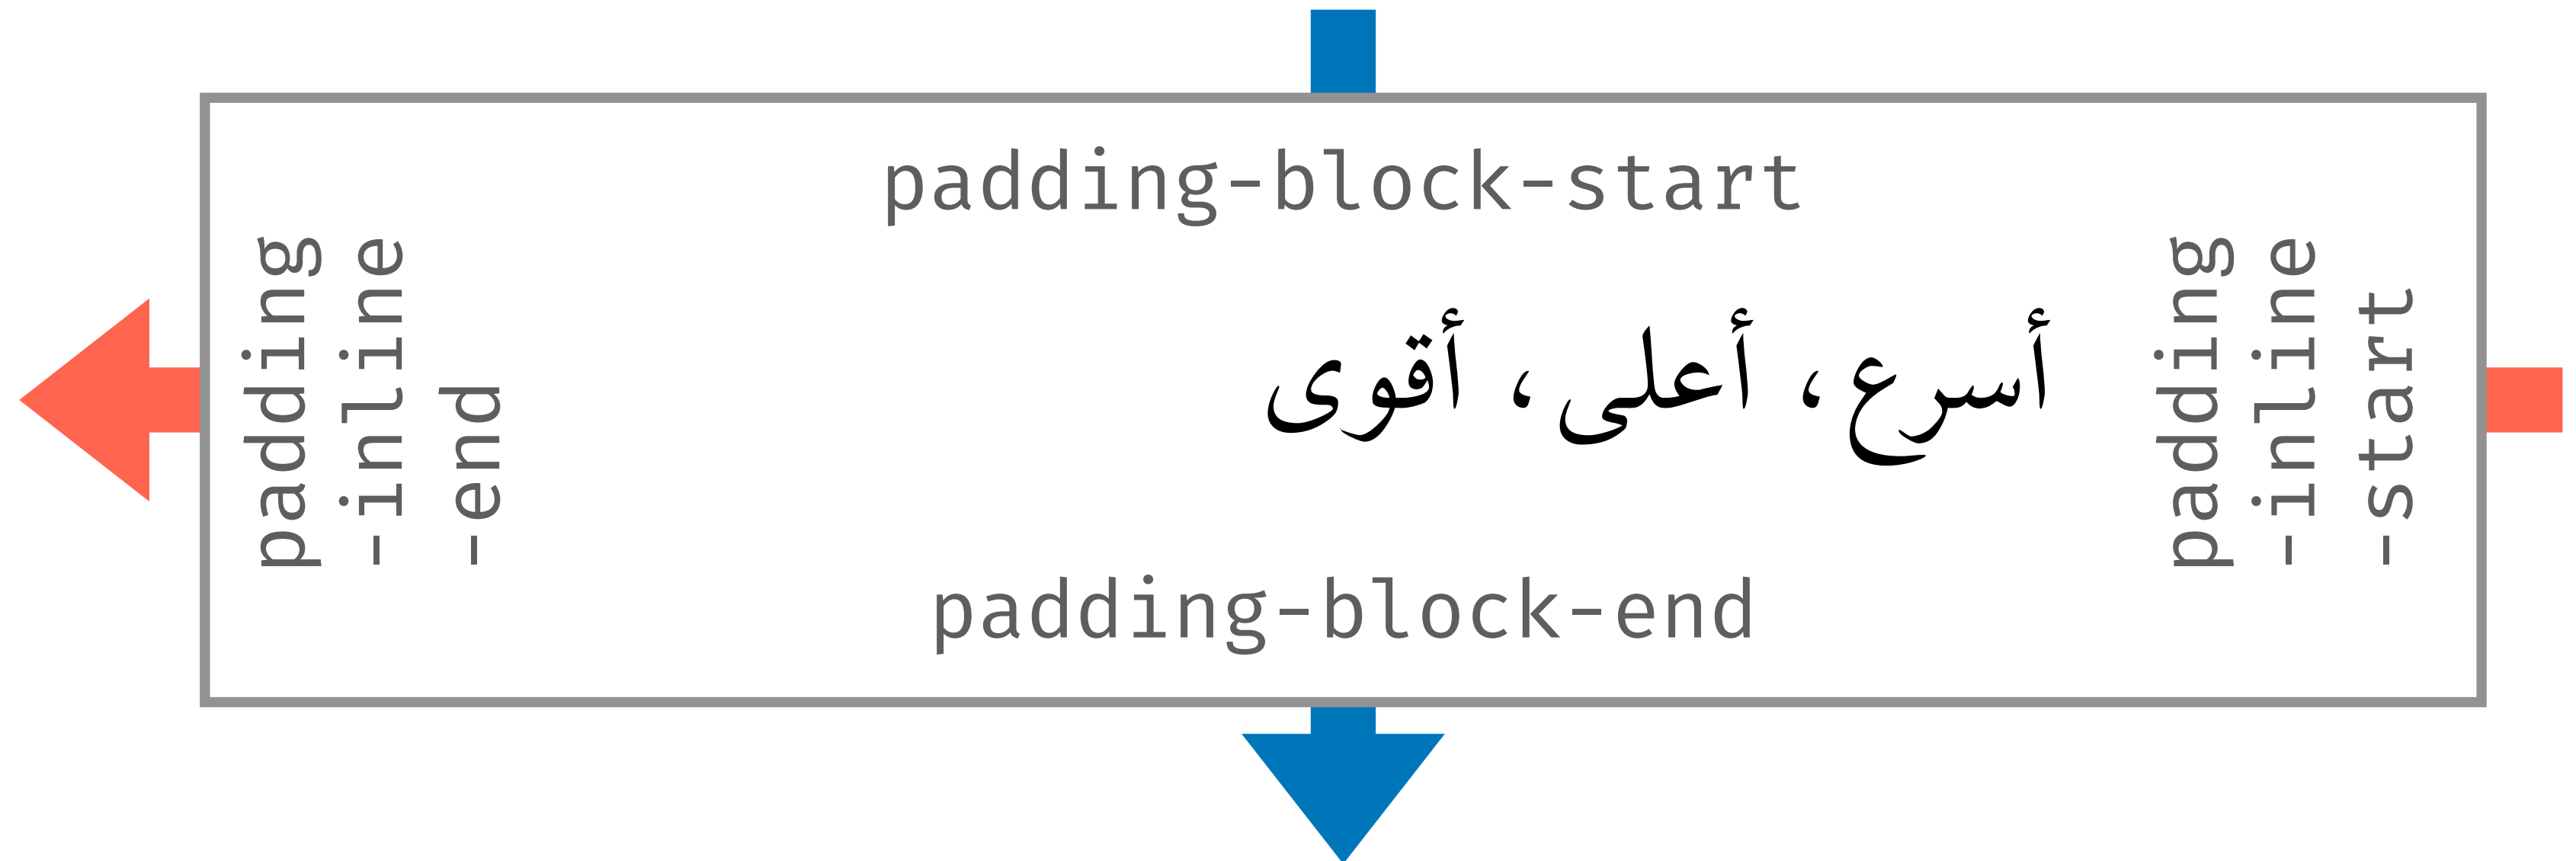 padding-block-start
padding
-inline
-end
أسرع، أعلى، أقوى
padding
-inline
-start
padding-block-end